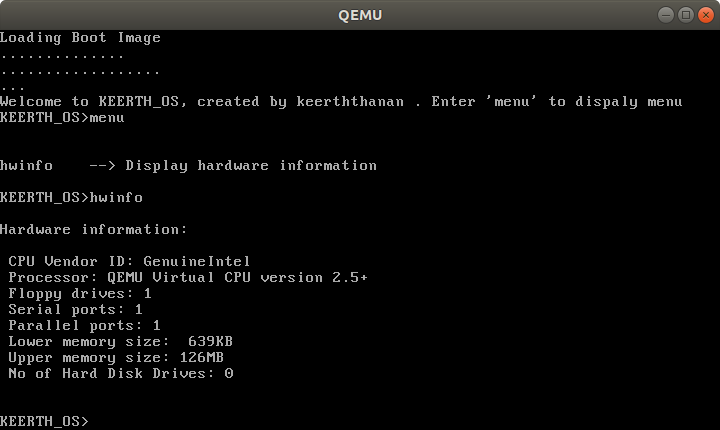 QEMU
Loading Boot Image
..............
..................
...
Welcome to KEERTH_OS, created by keerththanan . Enter 'menu' to dispaly menu
KEERTH_OS>menu
hwinfo    --> Display hardware information
KEERTH_OS>hwinfo
Hardware information:
CPU Vendor ID: GenuineIntel
Processor: QEMU Virtual CPU version 2.5+
Floppy drives: 1
Serial ports: 1
Parallel ports: 1
Lower memory size:  639KB
Upper memory size: 126MB
No of Hard Disk Drives: 0
KEERTH_OS>